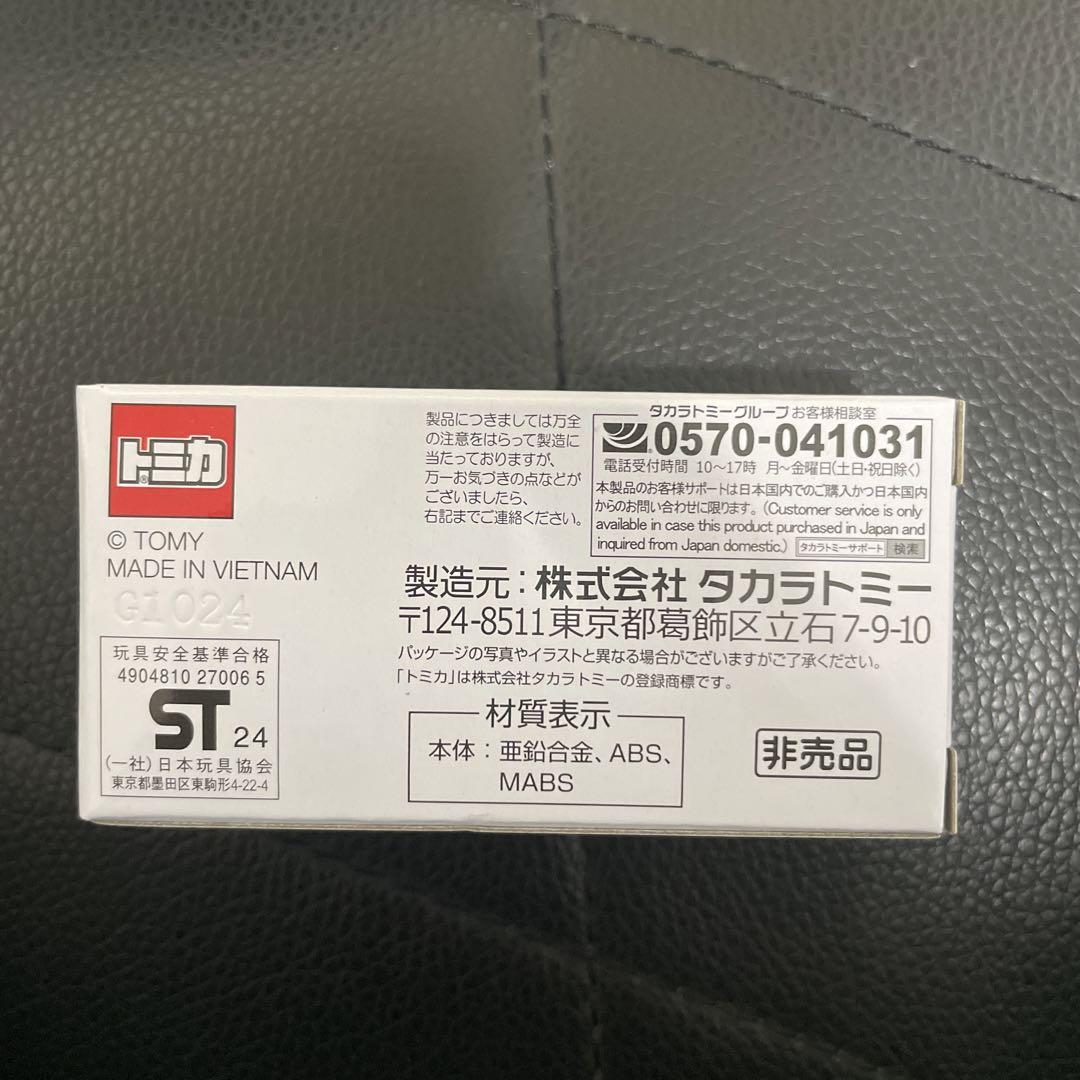 トミカ®
© TOMY
MADE IN VIETNAM
G1024
玩具安全基準合格
4904810 27006 5
ST 24
(一社)日本玩具協会
東京都墨田区東駒形4-22-4
製品につきましては万全
の注意をはらって製造に
当たっておりますが、
万一お気づきの点などが
ございましたら、
右記までご連絡ください。
タカラトミーグループ お客様相談室
0570-041031
電話受付時間 10〜17時 月〜金曜日(土日・祝日除く)
本製品のお客様サポートは日本国内でのご購入かつ日本国内
からのお問い合わせに限ります。(Customer service is only
available in case this product purchased in Japan and
inquired from Japan domestic.) タカラトミーサポート 検索
製造元:株式会社 タカラトミー
〒124-8511 東京都葛飾区立石 7-9-10
パッケージの写真やイラストと異なる場合がございますがご了承ください。
「トミカ」は株式会社タカラトミーの登録商標です。
材質表示
本体:亜鉛合金、ABS、
MABS
非売品